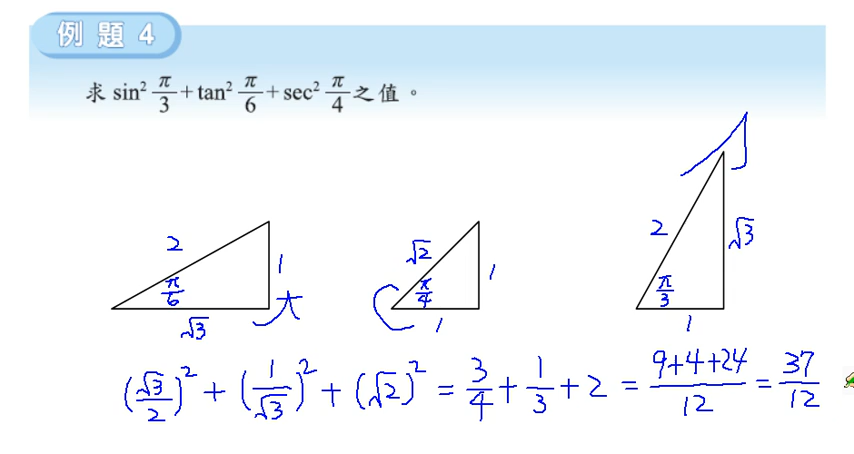 例題 4
求 sin² π/3 + tan² π/6 + sec² π/4 之值。
2
1
π/6
√3
√2
1
π/4
1
2
√3
π/3
1
(√3/2)² + (1/√3)² + (√2)² = 3/4 + 1/3 + 2 = (9+4+24)/12 = 37/12